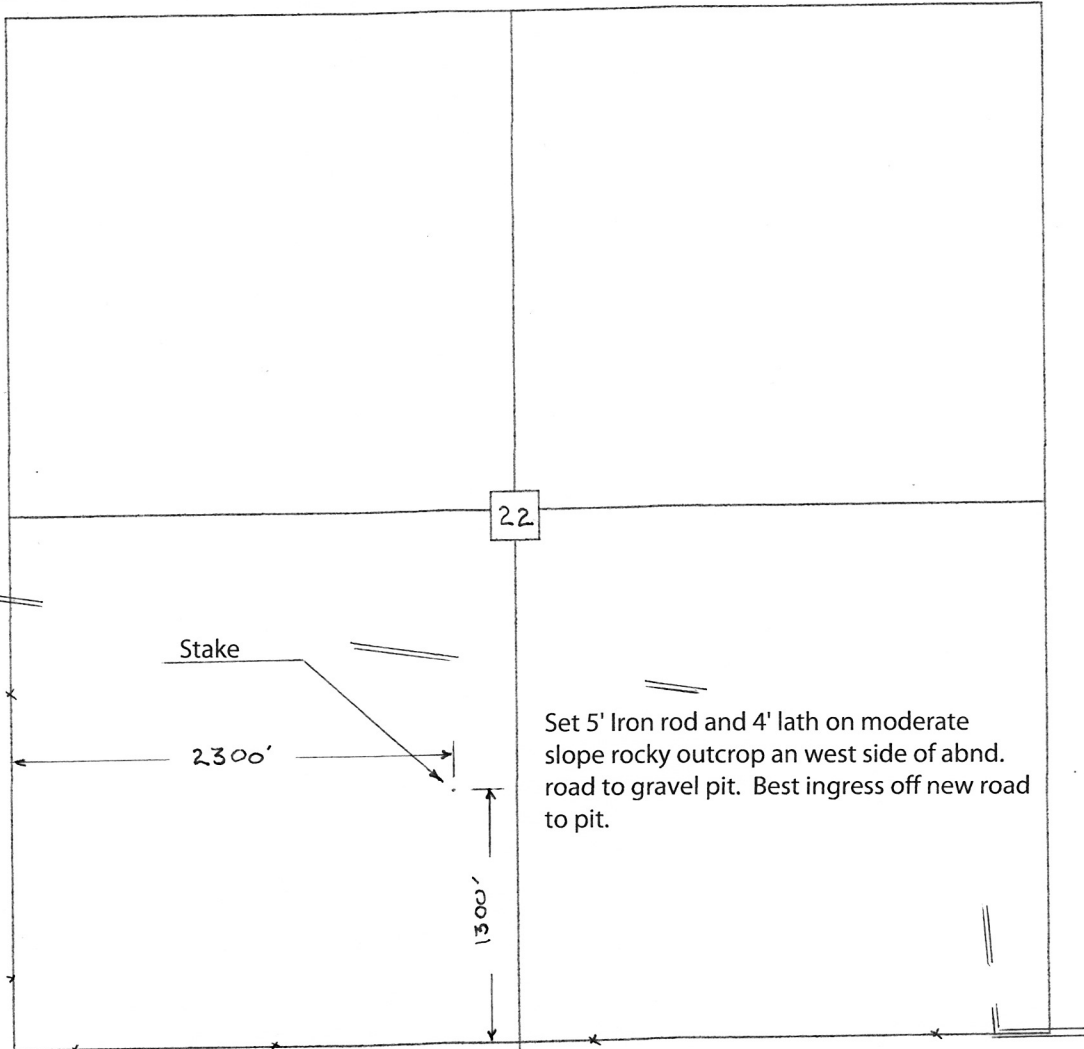 22
Stake
2300'
Set 5' Iron rod and 4' lath on moderate
slope rocky outcrop an west side of abnd.
road to gravel pit. Best ingress off new road
to pit.
1300'